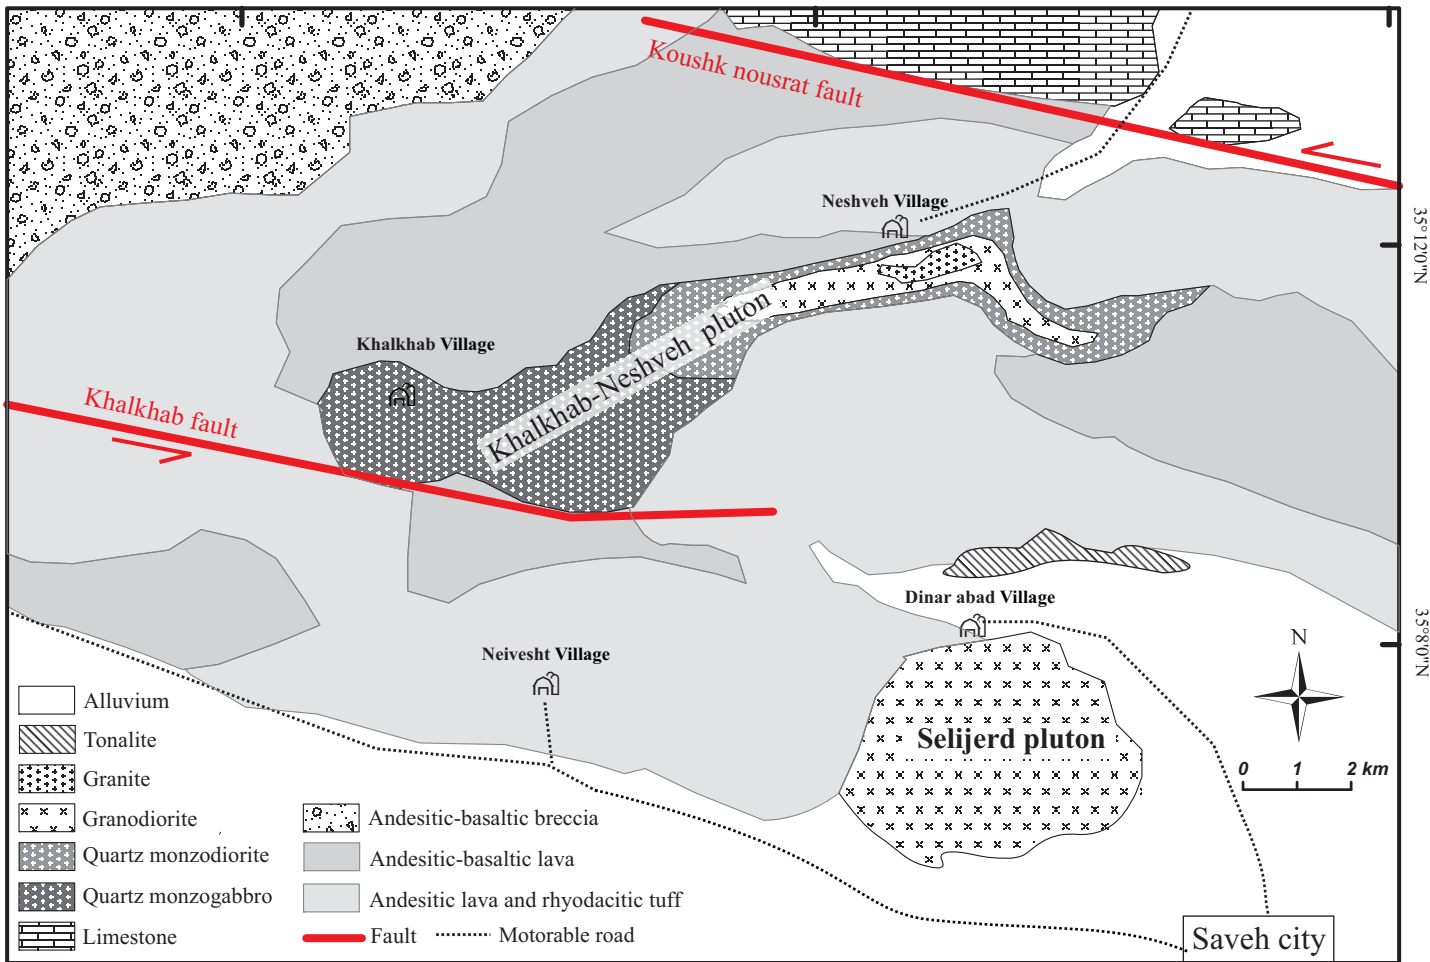 Koushk nousrat fault
Neshveh Village
35°12'0"N
Khalkhab Village
Khalkhab-Neshveh pluton
Khalkhab fault
Dinar abad Village
35°8'0"N
N
Neivesht Village
Selijerd pluton
0 1 2 km
Alluvium
Tonalite
Granite
Granodiorite
Quartz monzodiorite
Quartz monzogabbro
Limestone
Andesitic-basaltic breccia
Andesitic-basaltic lava
Andesitic lava and rhyodacitic tuff
Fault
Motorable road
Saveh city